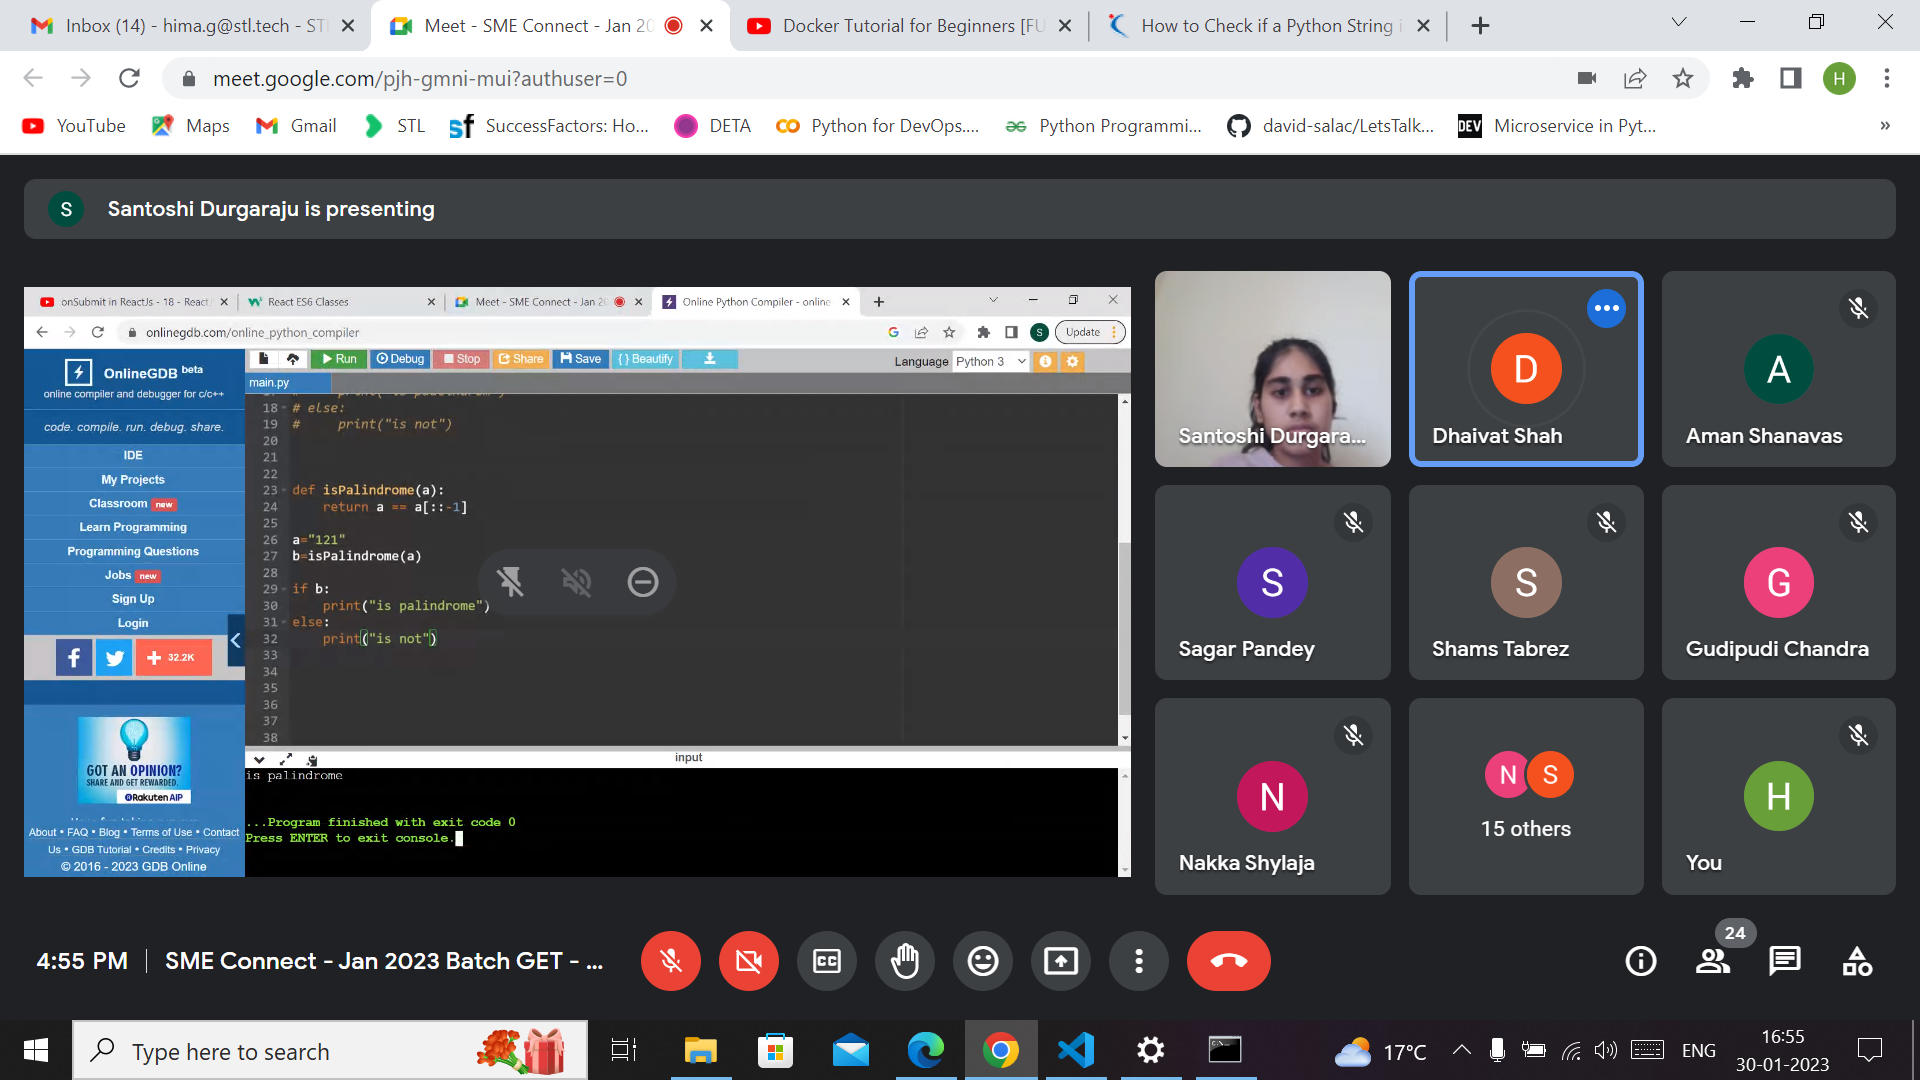 Inbox (14) - hima.g@stl.tech - ST
Meet - SME Connect - Jan 20
Docker Tutorial for Beginners [FU
How to Check if a Python String i
meet.google.com/pjh-gmni-mui?authuser=0
H
YouTube
Maps
Gmail
STL
SuccessFactors: Ho...
DETA
Python for DevOps....
Python Programmi...
david-salac/LetsTalk...
DEV Microservice in Pyt...
»
S Santoshi Durgaraju is presenting
onSubmit in ReactJs - 18 - React
React ES6 Classes
Meet - SME Connect - Jan 20
Online Python Compiler - online
onlinegdb.com/online_python_compiler
S
Update
OnlineGDB beta
online compiler and debugger for c/c++
code. compile. run. debug. share.
IDE
My Projects
Classroom new
Learn Programming
Programming Questions
Jobs new
Sign Up
Login
32.2K
GOT AN OPINION?
SHARE AND GET REWARDED.
Rakuten AIP
About • FAQ • Blog • Terms of Use • Contact
Us • GDB Tutorial • Credits • Privacy
© 2016 - 2023 GDB Online
Run Debug Stop Share Save { } Beautify
Language Python 3
main.py
18 # else:
19 #     print("is not")
20
21
22
23 def isPalindrome(a):
24     return a == a[::-1]
25
26 a="121"
27 b=isPalindrome(a)
28
29 if b:
30     print("is palindrome")
31 else:
32     print("is not")
33
34
35
36
37
38
input
is palindrome
...Program finished with exit code 0
Press ENTER to exit console.
Santoshi Durgara...
D
Dhaivat Shah
A
Aman Shanavas
S
Sagar Pandey
S
Shams Tabrez
G
Gudipudi Chandra
N
Nakka Shylaja
N S
15 others
H
You
4:55 PM
SME Connect - Jan 2023 Batch GET - ...
CC
24
Type here to search
17°C
ENG
16:55
30-01-2023